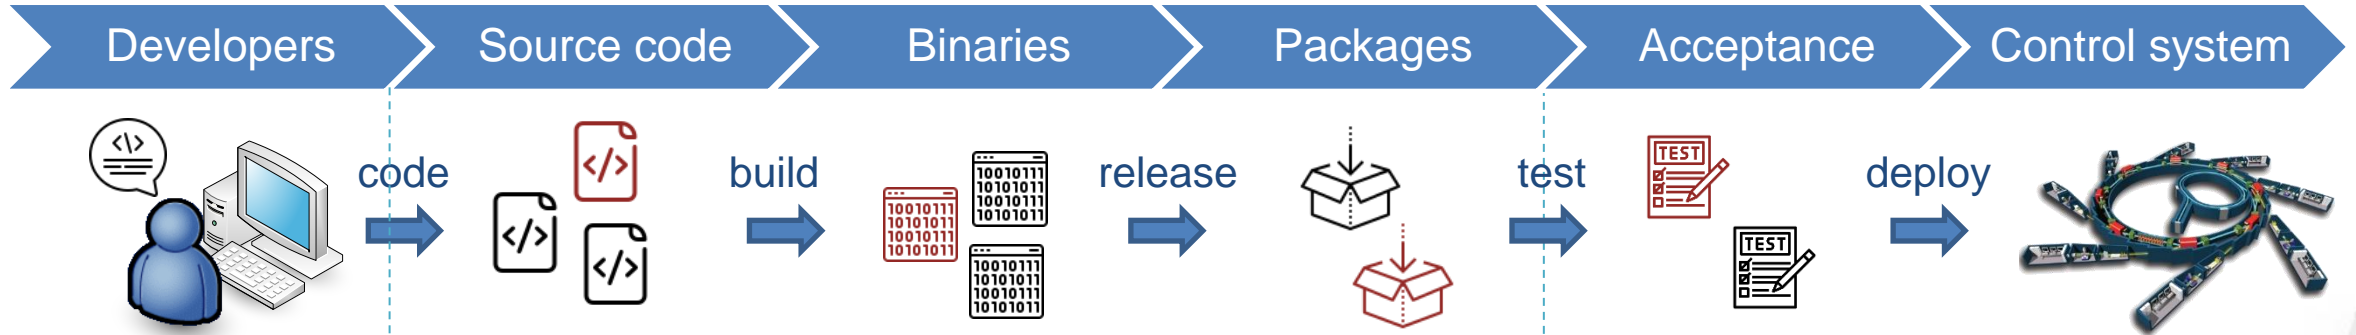 Developers
Source code
Binaries
Packages
Acceptance
Control system
code
build
release
test
deploy
</>
</>
</>
</>
10010111
10101011
10010111
10101011
10010111
10101011
10010111
10101011
10010111
10101011
10010111
10101011
TEST
TEST